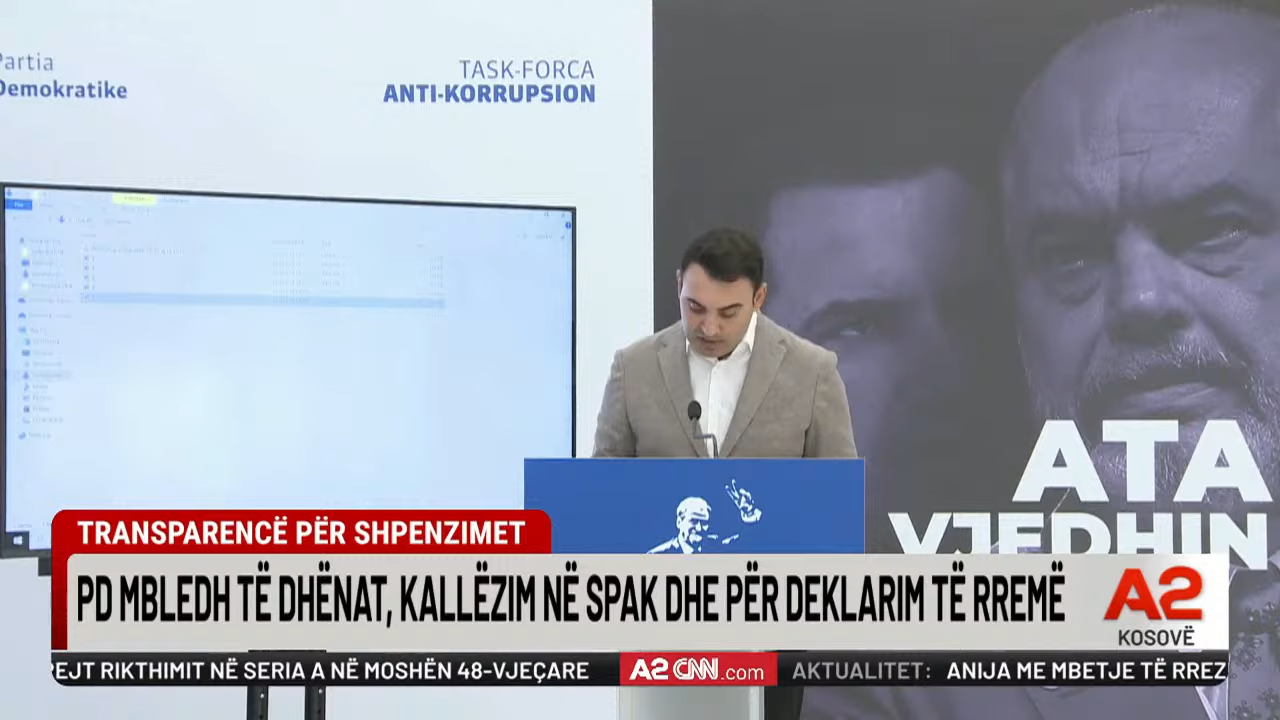 Partia
Demokratike
TASK-FORCA
ANTI-KORRUPSION
ATA
VJEDHIN
TRANSPARENCË PËR SHPENZIMET
PD MBLEDH TË DHËNAT, KALLËZIM NË SPAK DHE PËR DEKLARIM TË RREMË
A2
KOSOVË
EJT RIKTHIMIT NË SERIA A NË MOSHËN 48-VJEÇARE A2 CNN.com AKTUALITET: ANIJA ME MBETJE TË RREZ